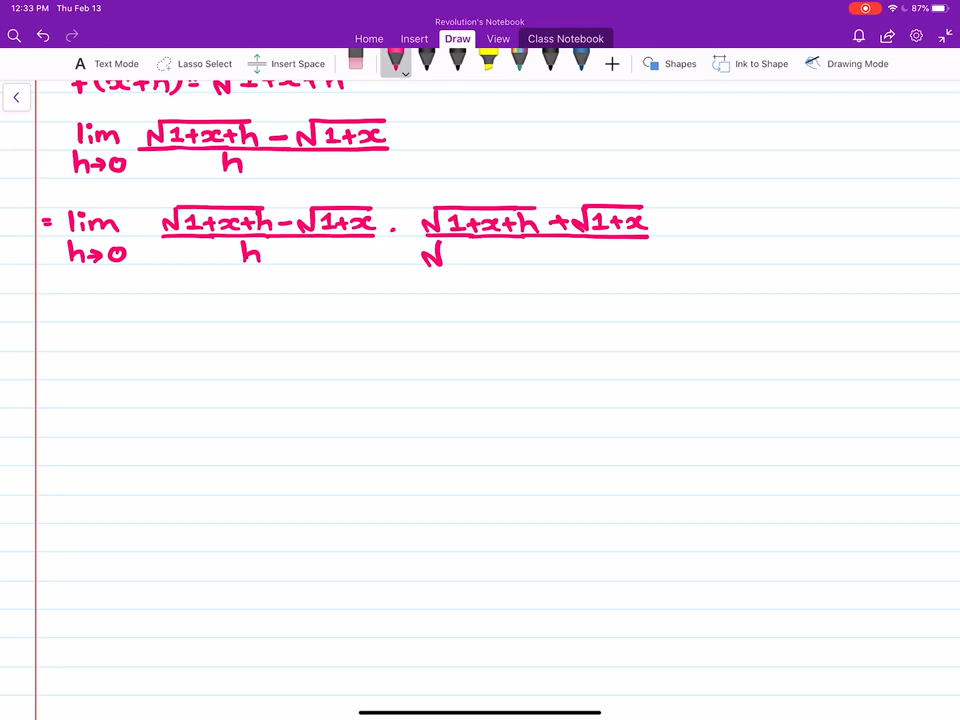 12:33 PM Thu Feb 13
87%
Revolution's Notebook
Home Insert Draw View Class Notebook
Text Mode Lasso Select Insert Space Shapes Ink to Shape Drawing Mode
f(x+h)=√1+x+h
lim √1+x+h - √1+x
h→0 h
= lim √1+x+h - √1+x . √1+x+h + √1+x
h→0 h √